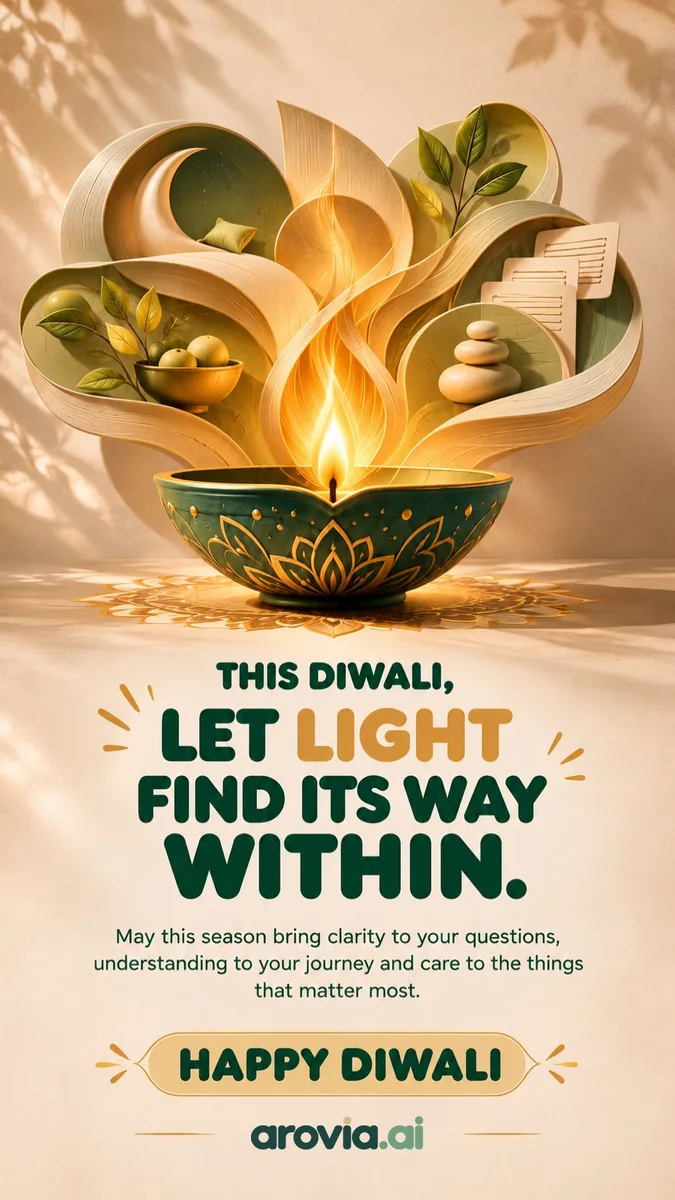 THIS DIWALI,
LET LIGHT
FIND ITS WAY
WITHIN.
May this season bring clarity to your questions,
understanding to your journey and care to the things
that matter most.
HAPPY DIWALI
arovia.ai